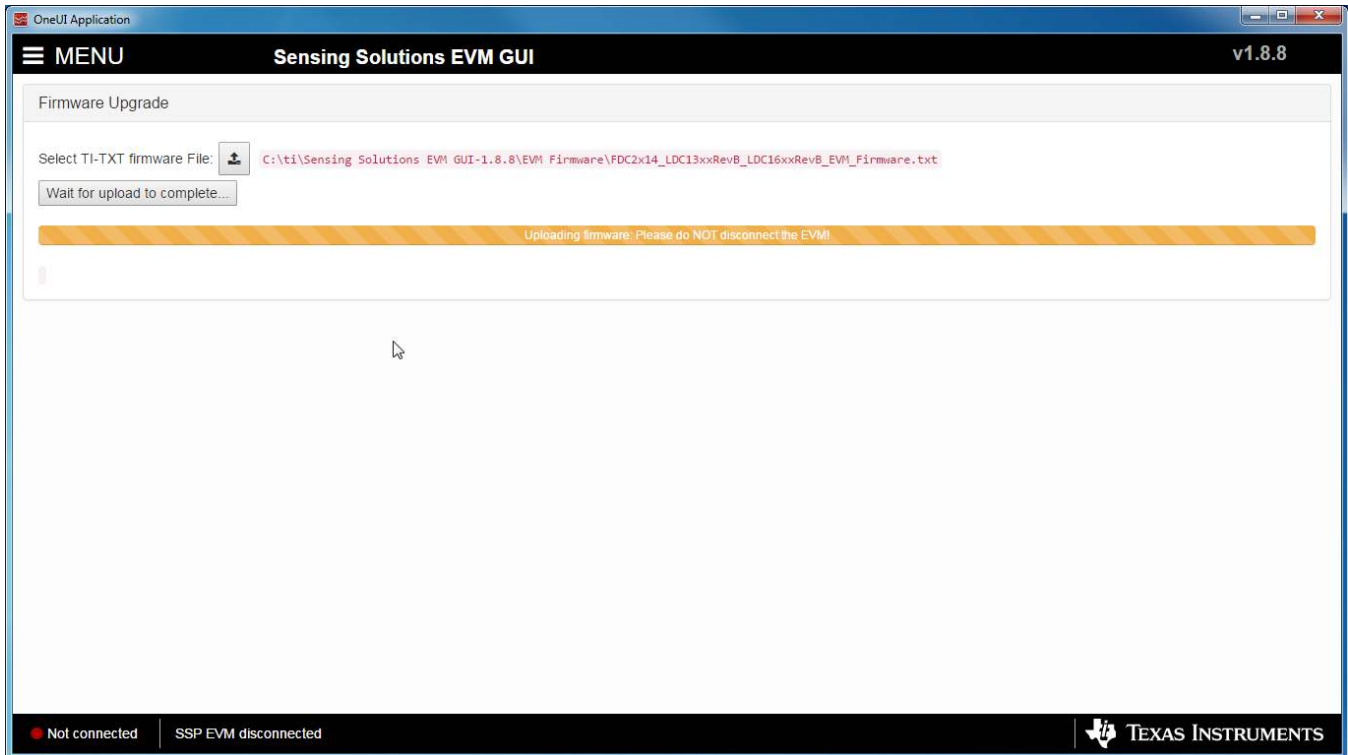 OneUI Application
MENU
Sensing Solutions EVM GUI
v1.8.8
Firmware Upgrade
Select TI-TXT firmware File: C:\ti\Sensing Solutions EVM GUI-1.8.8\EVM Firmware\FDC2x14_LDC13xxRevB_LDC16xxRevB_EVM_Firmware.txt
Wait for upload to complete...
Uploading firmware: Please do NOT disconnect the EVM!
Not connected
SSP EVM disconnected
TEXAS INSTRUMENTS